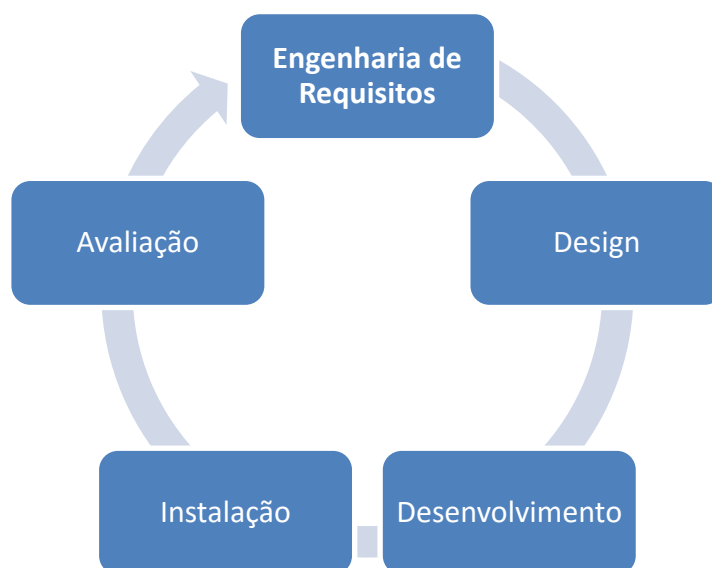 Engenharia de
Requisitos
Design
Desenvolvimento
Instalação
Avaliação